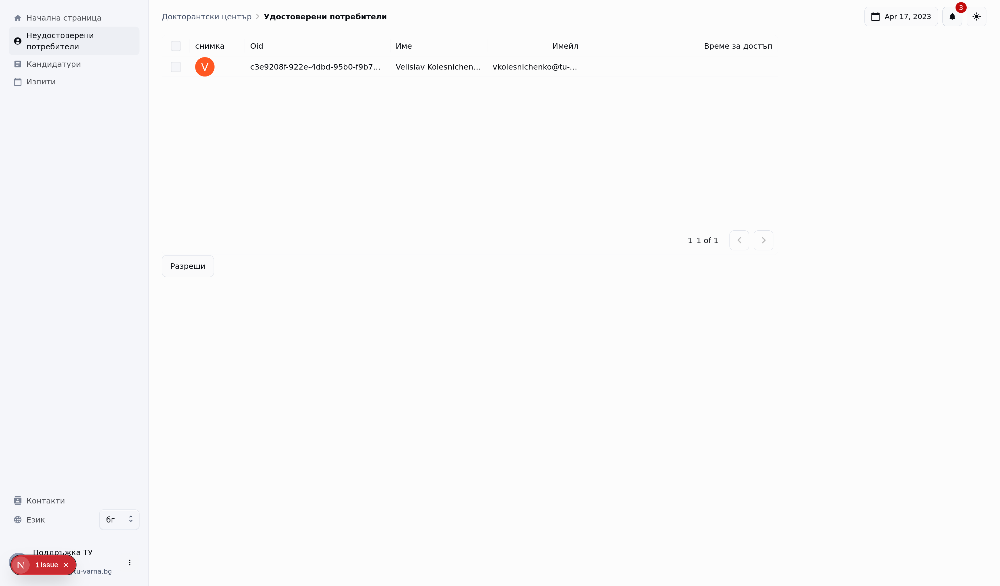 Начална страница
Неудостоверени
потребители
Кандидатури
Изпити
Контакти
Език
бг
Поддръжка ТУ
tu-varna.bg
N 1 Issue
Докторантски център > Удостоверени потребители
Apr 17, 2023
3
снимка Oid Име Имейл Време за достъп
V c3e9208f-922e-4dbd-95b0-f9b7... Velislav Kolesnichen... vkolesnichenko@tu-...
1–1 of 1
Разреши